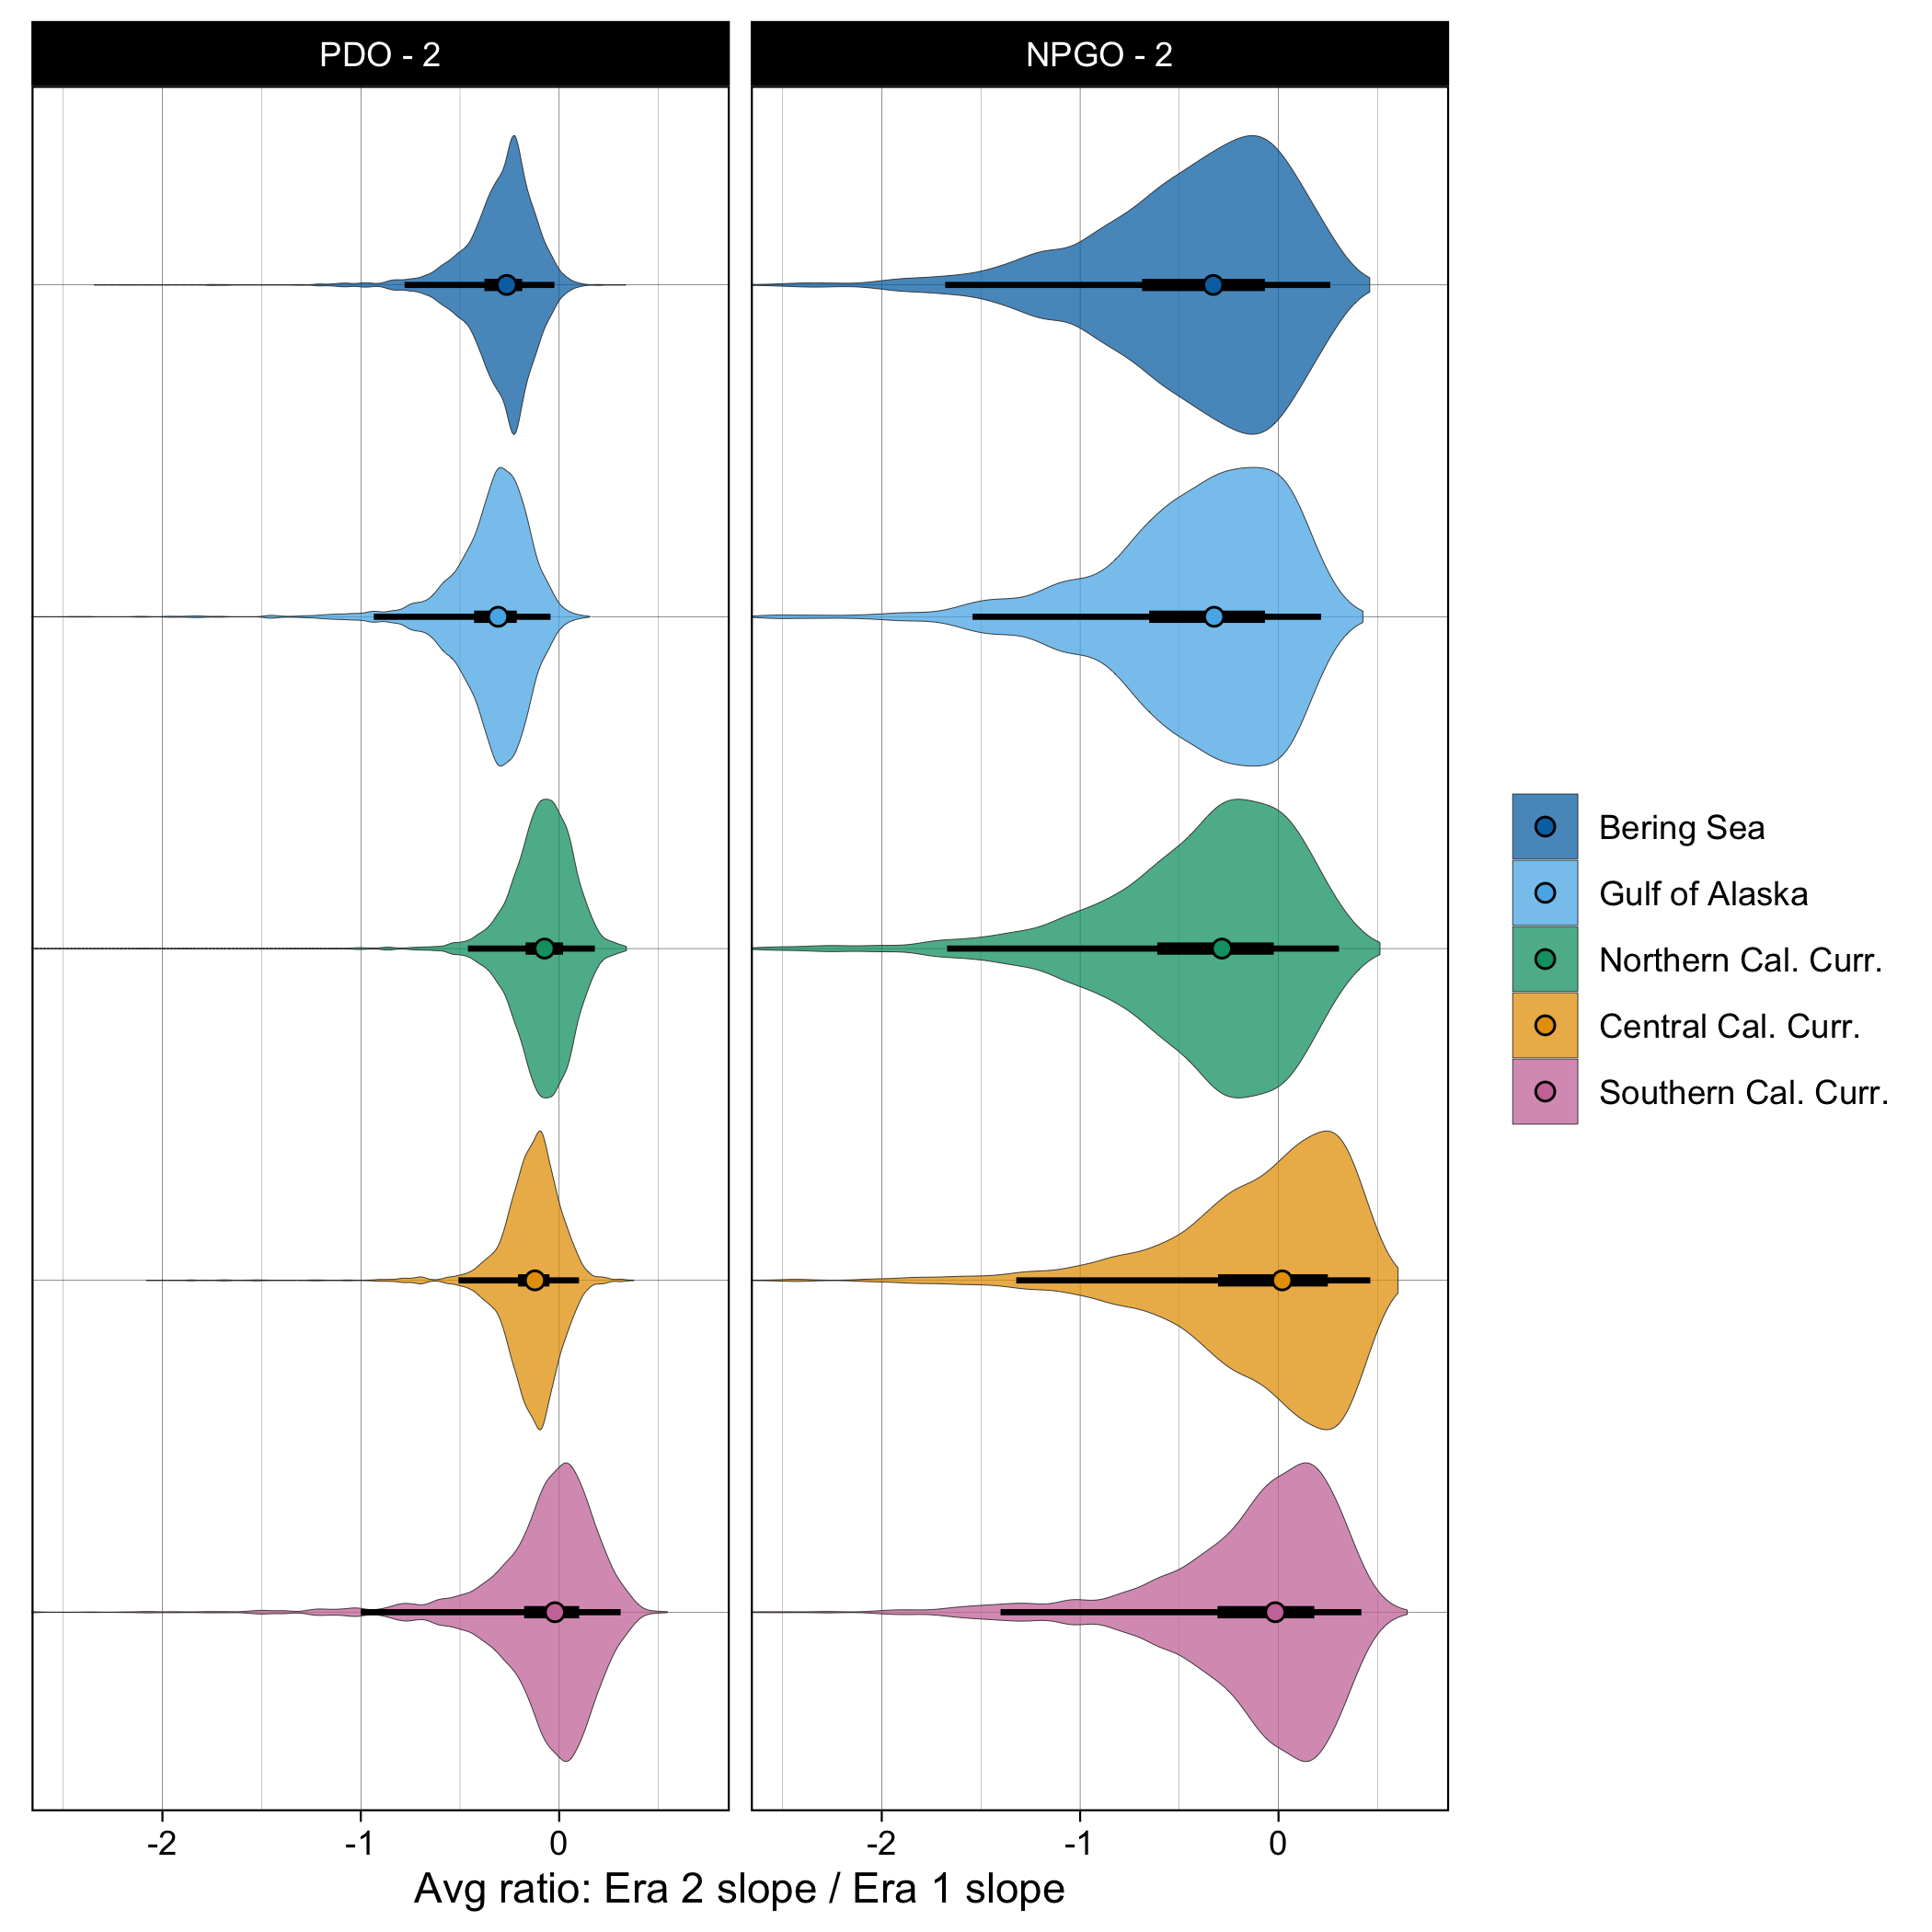 PDO - 2
NPGO - 2
Bering Sea
Gulf of Alaska
Northern Cal. Curr.
Central Cal. Curr.
Southern Cal. Curr.
-2 -1 0
-2 -1 0
Avg ratio: Era 2 slope / Era 1 slope